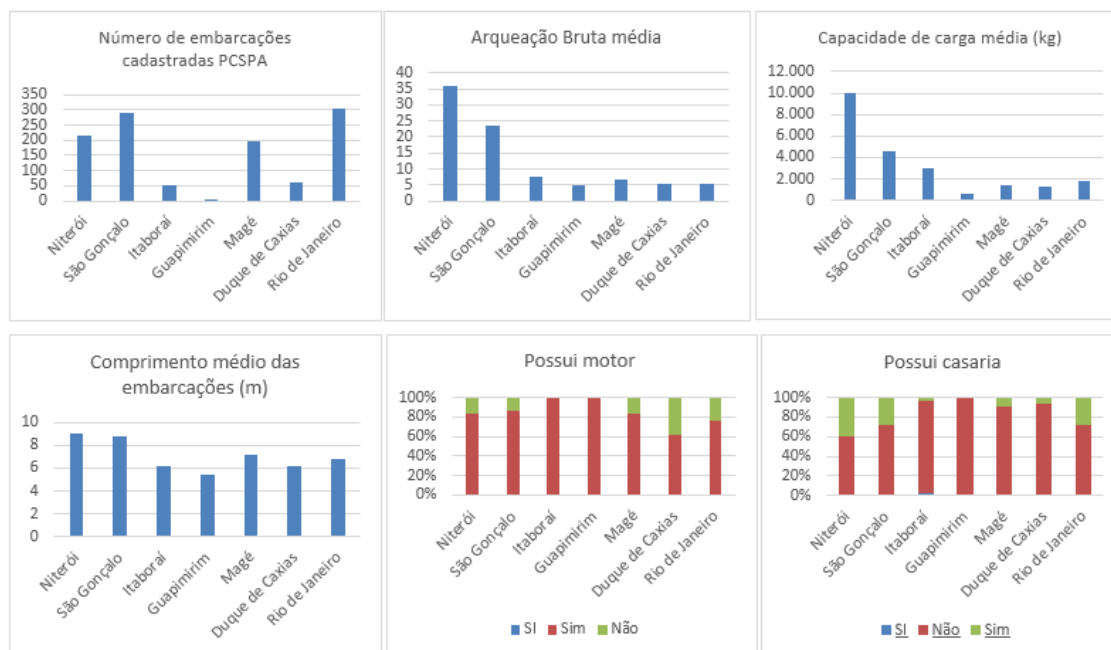 Número de embarcações
cadastradas PCSPA
350
300
250
200
150
100
50
0
Niterói
São Gonçalo
Itaboraí
Guapimirim
Magé
Duque de Caxias
Rio de Janeiro
Arqueação Bruta média
40
35
30
25
20
15
10
5
0
Niterói
São Gonçalo
Itaboraí
Guapimirim
Magé
Duque de Caxias
Rio de Janeiro
Capacidade de carga média (kg)
12.000
10.000
8.000
6.000
4.000
2.000
0
Niterói
São Gonçalo
Itaboraí
Guapimirim
Magé
Duque de Caxias
Rio de Janeiro
Comprimento médio das
embarcações (m)
10
8
6
4
2
0
Niterói
São Gonçalo
Itaboraí
Guapimirim
Magé
Duque de Caxias
Rio de Janeiro
Possui motor
100%
80%
60%
40%
20%
0%
Niterói
São Gonçalo
Itaboraí
Guapimirim
Magé
Duque de Caxias
Rio de Janeiro
SI Sim Não
Possui casaria
100%
80%
60%
40%
20%
0%
Niterói
São Gonçalo
Itaboraí
Guapimirim
Magé
Duque de Caxias
Rio de Janeiro
SI Não Sim